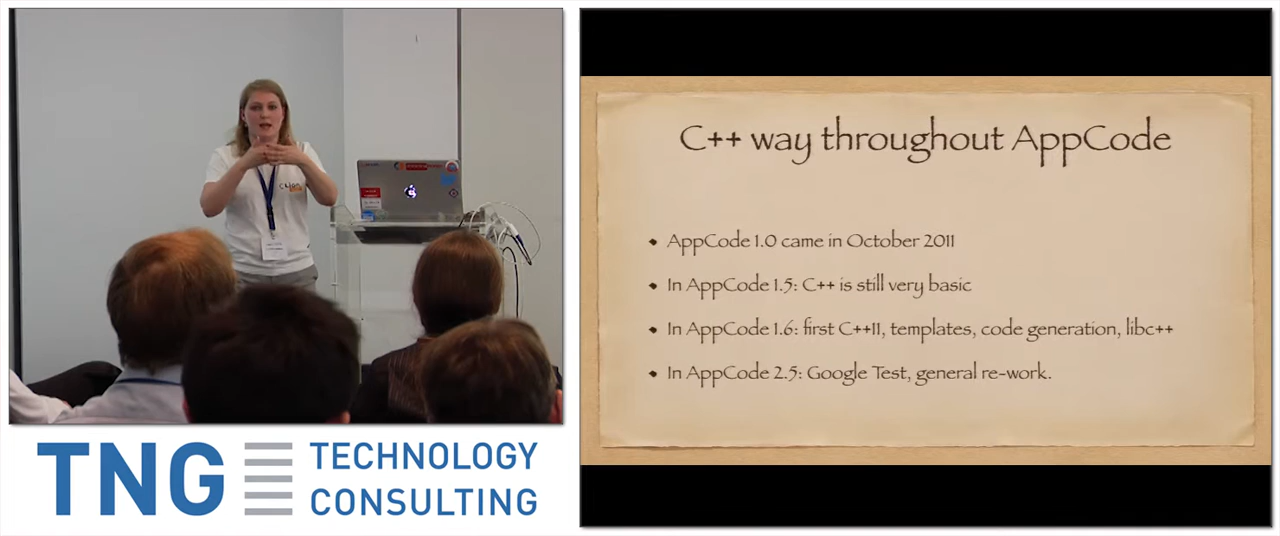 CLion
TNG TECHNOLOGY CONSULTING
C++ way throughout AppCode
• AppCode 1.0 came in October 2011
• In AppCode 1.5: C++ is still very basic
• In AppCode 1.6: first C++11, templates, code generation, libc++
• In AppCode 2.5: Google Test, general re-work.